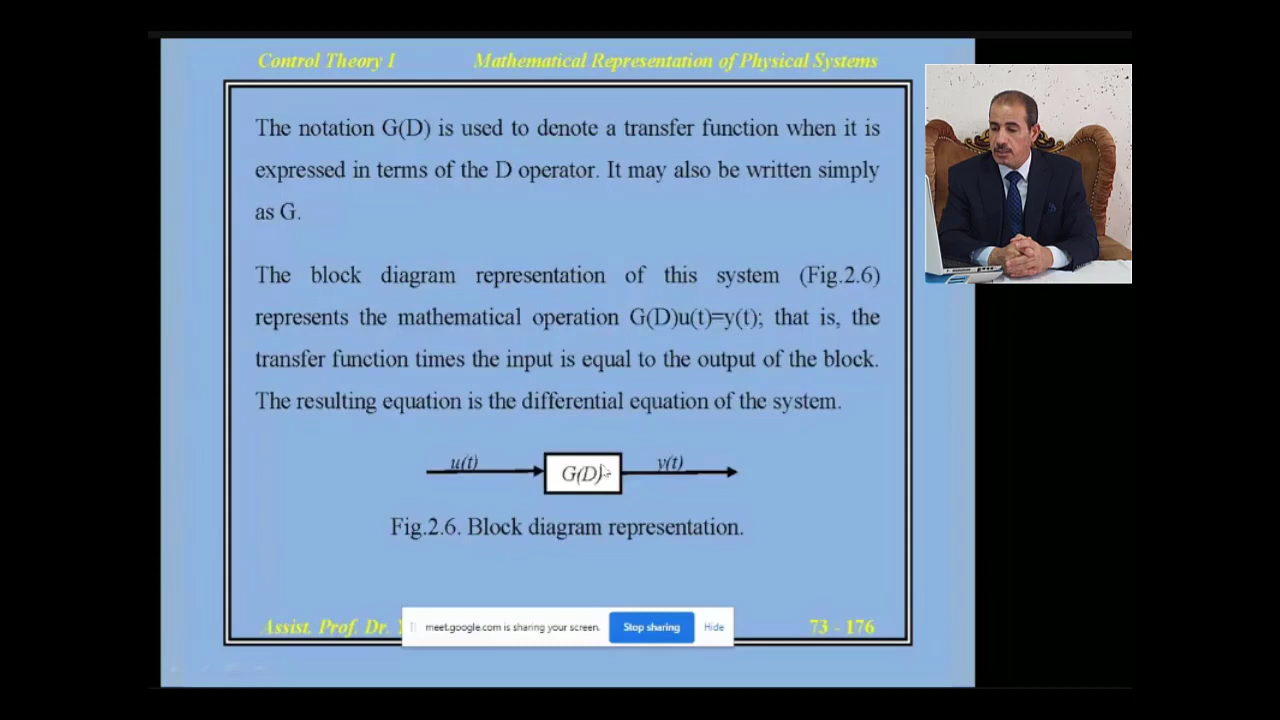 Control Theory I Mathematical Representation of Physical Systems
The notation G(D) is used to denote a transfer function when it is
expressed in terms of the D operator. It may also be written simply
as G.
The block diagram representation of this system (Fig.2.6)
represents the mathematical operation G(D)u(t)=y(t); that is, the
transfer function times the input is equal to the output of the block.
The resulting equation is the differential equation of the system.
u(t) G(D) y(t)
Fig.2.6. Block diagram representation.
Assist. Prof. Dr. 73 - 176
meet.google.com is sharing your screen. Stop sharing Hide